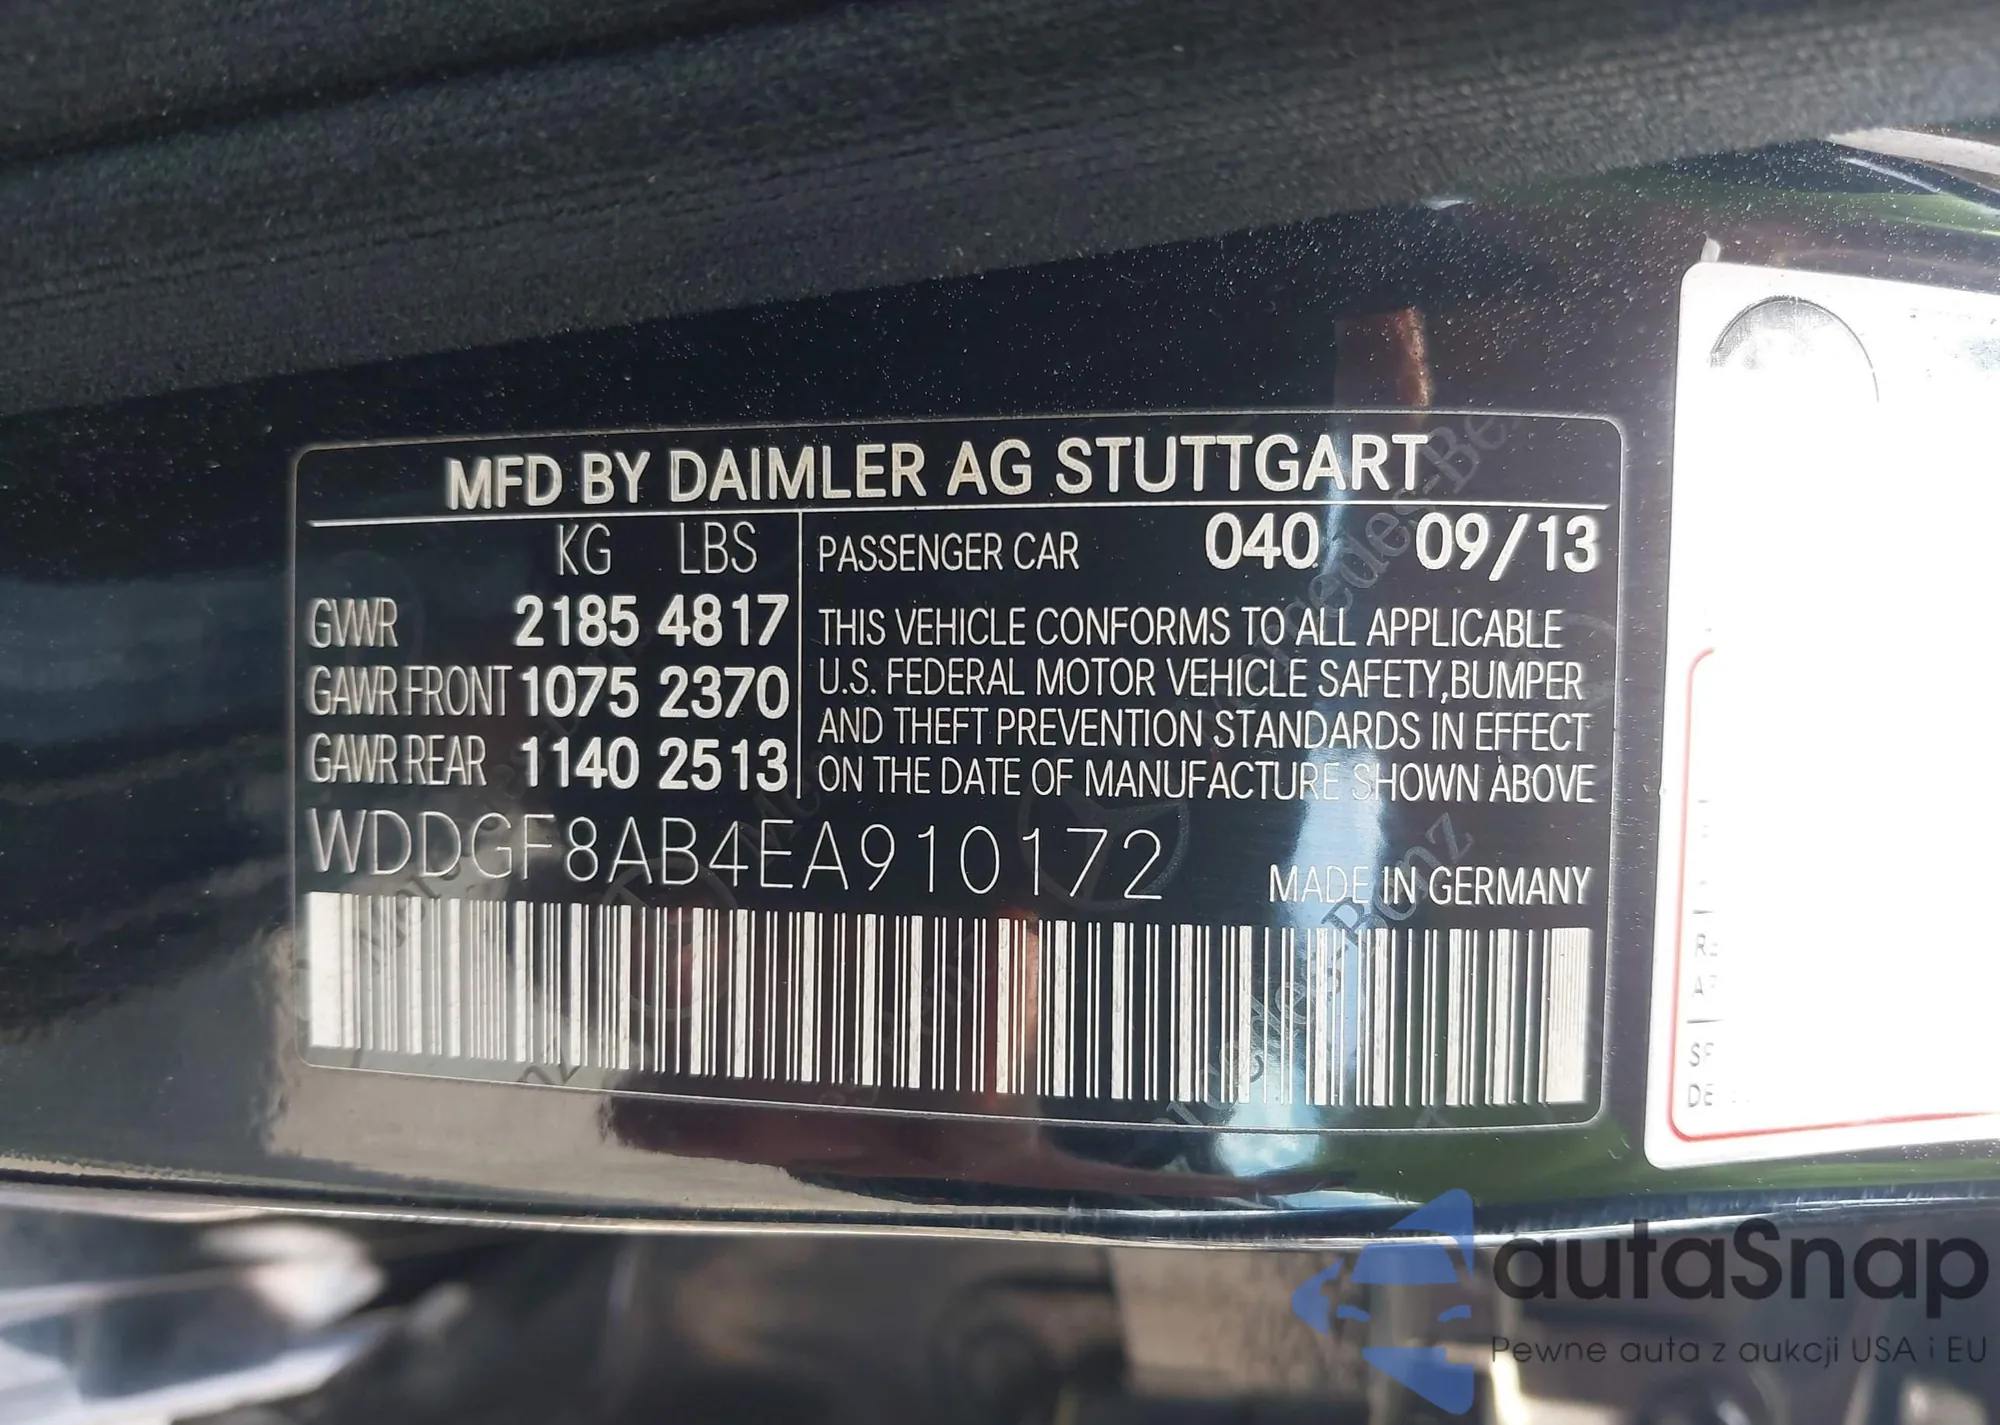 MFD BY DAIMLER AG STUTTGART
KG LBS
GVWR 2185 4817
GAWR FRONT 1075 2370
GAWR REAR 1140 2513
PASSENGER CAR 040 09/13
THIS VEHICLE CONFORMS TO ALL APPLICABLE
U.S. FEDERAL MOTOR VEHICLE SAFETY,BUMPER
AND THEFT PREVENTION STANDARDS IN EFFECT
ON THE DATE OF MANUFACTURE SHOWN ABOVE
WDDGF8AB4EA910172
MADE IN GERMANY
autaSnap
Pewne auta z aukcji USA i EU